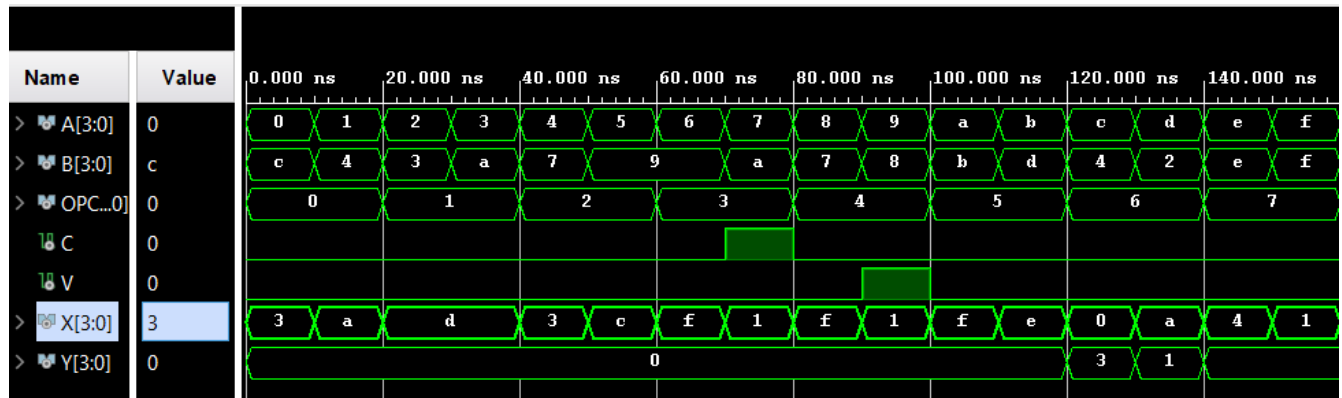 Name Value 0.000 ns 20.000 ns 40.000 ns 60.000 ns 80.000 ns 100.000 ns 120.000 ns 140.000 ns
A[3:0] 0 0 1 2 3 4 5 6 7 8 9 a b c d e f
B[3:0] c c 4 3 a 7 9 a 7 8 b d 4 2 e f
OPC...0] 0 0 1 2 3 4 5 6 7
C 0
V 0
X[3:0] 3 3 a d 3 c f 1 f 1 f e 0 a 4 1
Y[3:0] 0 0 3 1